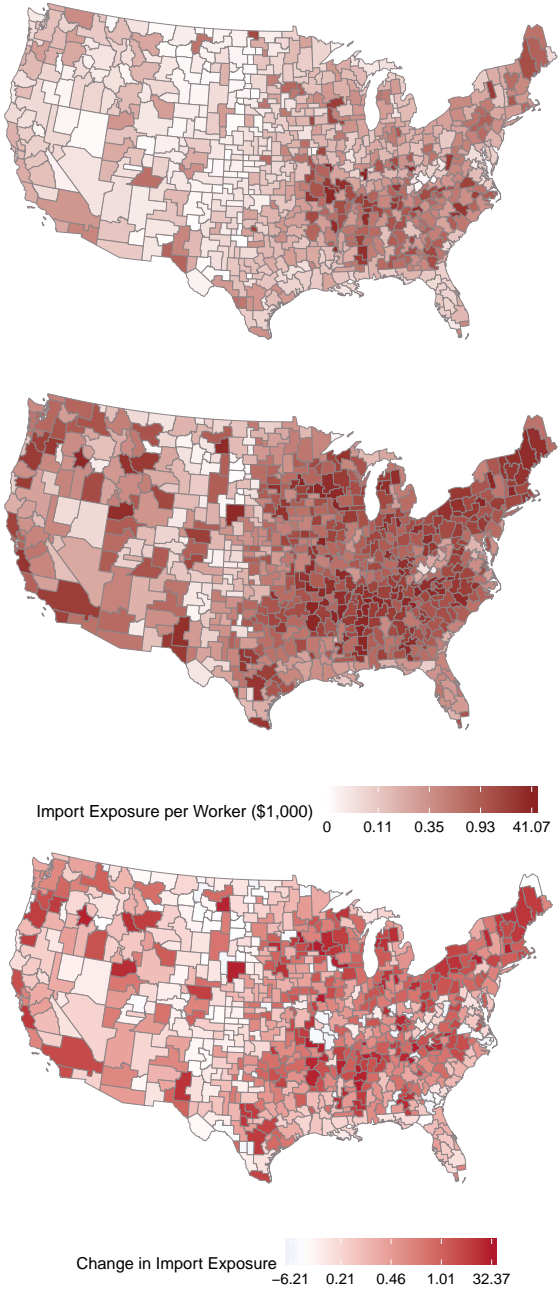 Import Exposure per Worker ($1,000)
0 0.11 0.35 0.93 41.07
Change in Import Exposure
−6.21 0.21 0.46 1.01 32.37